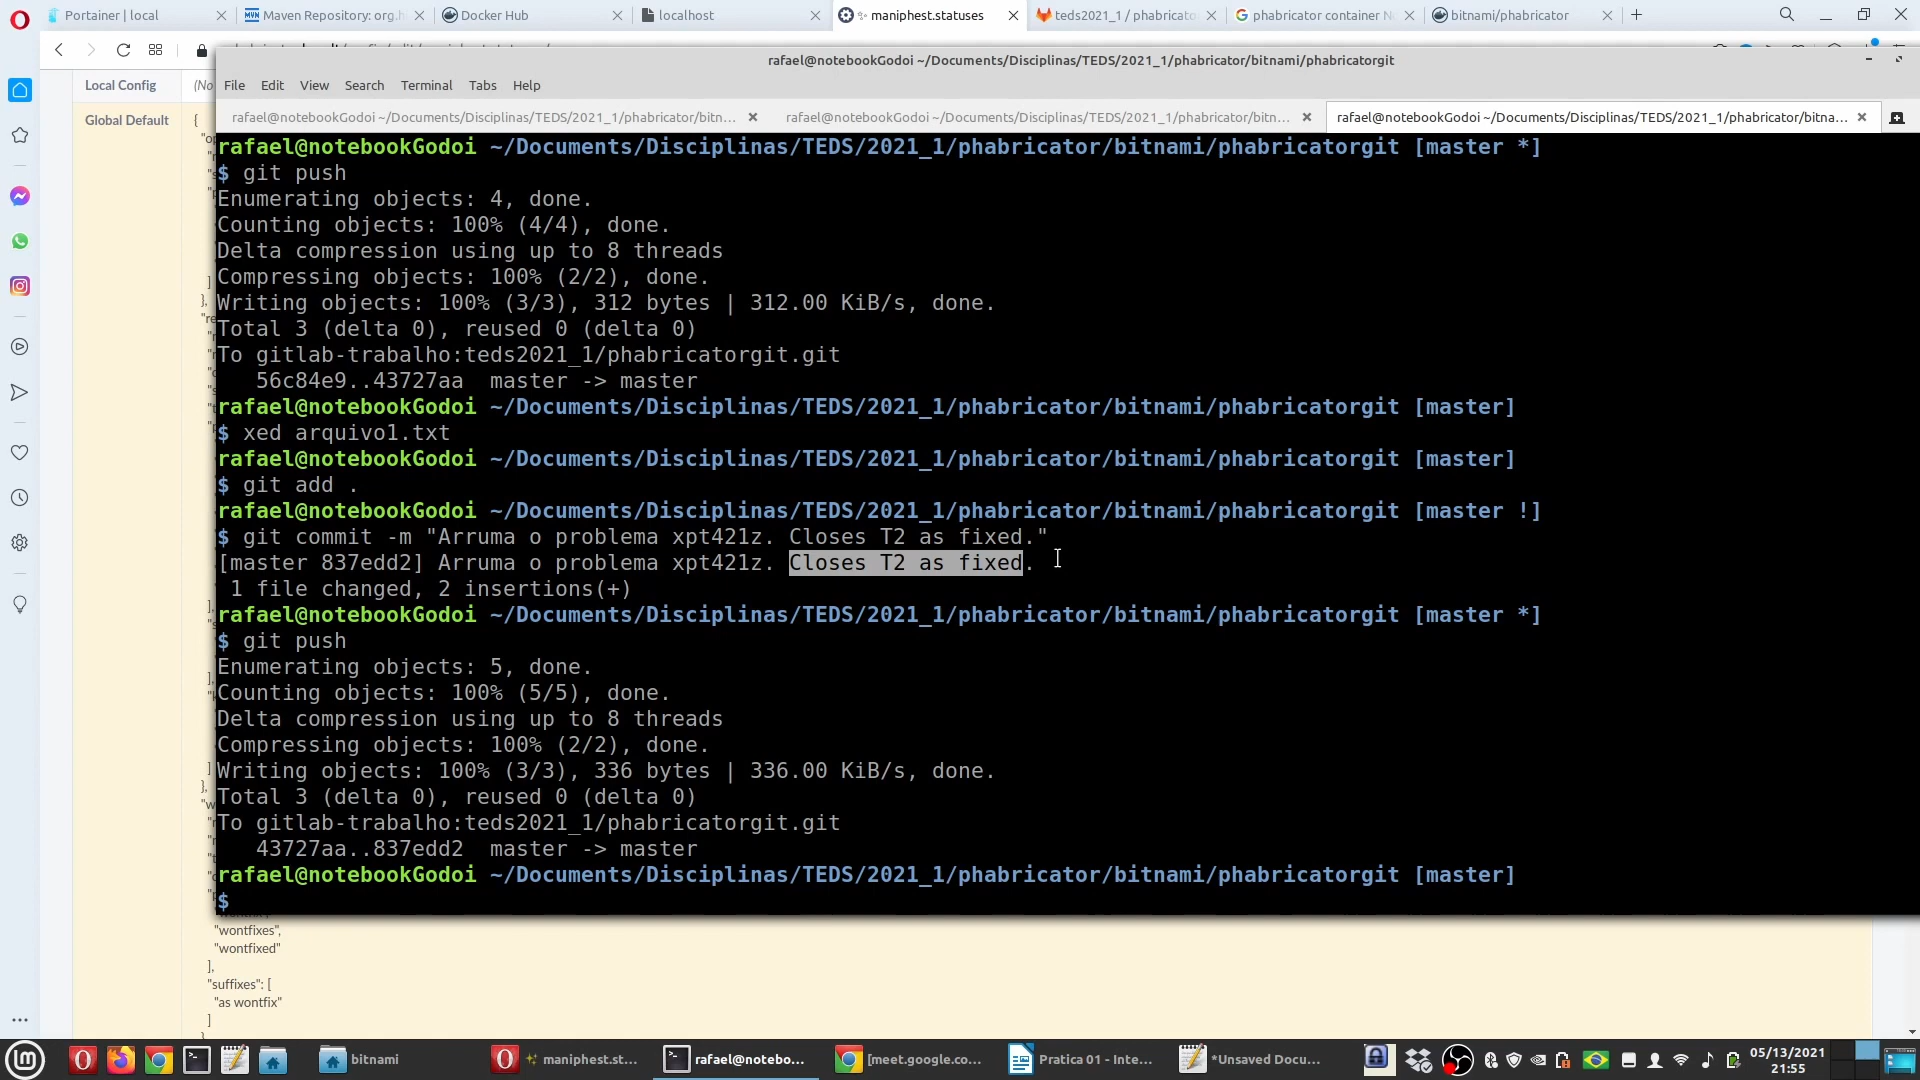 Portainer | local
Maven Repository: org.h
Docker Hub
localhost
maniphest.statuses
teds2021_1 / phabricato
phabricator container N
bitnami/phabricator
Local Config
(No
Global Default
{
rafael@notebookGodoi ~/Documents/Disciplinas/TEDS/2021_1/phabricator/bitnami/phabricatorgit
File Edit View Search Terminal Tabs Help
rafael@notebookGodoi ~/Documents/Disciplinas/TEDS/2021_1/phabricator/bitn...
rafael@notebookGodoi ~/Documents/Disciplinas/TEDS/2021_1/phabricator/bitn...
rafael@notebookGodoi ~/Documents/Disciplinas/TEDS/2021_1/phabricator/bitna...
rafael@notebookGodoi ~/Documents/Disciplinas/TEDS/2021_1/phabricator/bitnami/phabricatorgit [master *]
$ git push
Enumerating objects: 4, done.
Counting objects: 100% (4/4), done.
Delta compression using up to 8 threads
Compressing objects: 100% (2/2), done.
Writing objects: 100% (3/3), 312 bytes | 312.00 KiB/s, done.
Total 3 (delta 0), reused 0 (delta 0)
To gitlab-trabalho:teds2021_1/phabricatorgit.git
56c84e9..43727aa master -> master
rafael@notebookGodoi ~/Documents/Disciplinas/TEDS/2021_1/phabricator/bitnami/phabricatorgit [master]
$ xed arquivo1.txt
rafael@notebookGodoi ~/Documents/Disciplinas/TEDS/2021_1/phabricator/bitnami/phabricatorgit [master]
$ git add .
rafael@notebookGodoi ~/Documents/Disciplinas/TEDS/2021_1/phabricator/bitnami/phabricatorgit [master !]
$ git commit -m "Arruma o problema xpt421z. Closes T2 as fixed."
[master 837edd2] Arruma o problema xpt421z. Closes T2 as fixed.
1 file changed, 2 insertions(+)
rafael@notebookGodoi ~/Documents/Disciplinas/TEDS/2021_1/phabricator/bitnami/phabricatorgit [master *]
$ git push
Enumerating objects: 5, done.
Counting objects: 100% (5/5), done.
Delta compression using up to 8 threads
Compressing objects: 100% (2/2), done.
Writing objects: 100% (3/3), 336 bytes | 336.00 KiB/s, done.
Total 3 (delta 0), reused 0 (delta 0)
To gitlab-trabalho:teds2021_1/phabricatorgit.git
43727aa..837edd2 master -> master
rafael@notebookGodoi ~/Documents/Disciplinas/TEDS/2021_1/phabricator/bitnami/phabricatorgit [master]
$
"wontfixes",
"wontfixed"
],
"suffixes": [
"as wontfix"
]
bitnami
maniphest.st...
rafael@notebo...
[meet.google.co...
Pratica 01 - Inte...
*Unsaved Docu...
05/13/2021
21:55